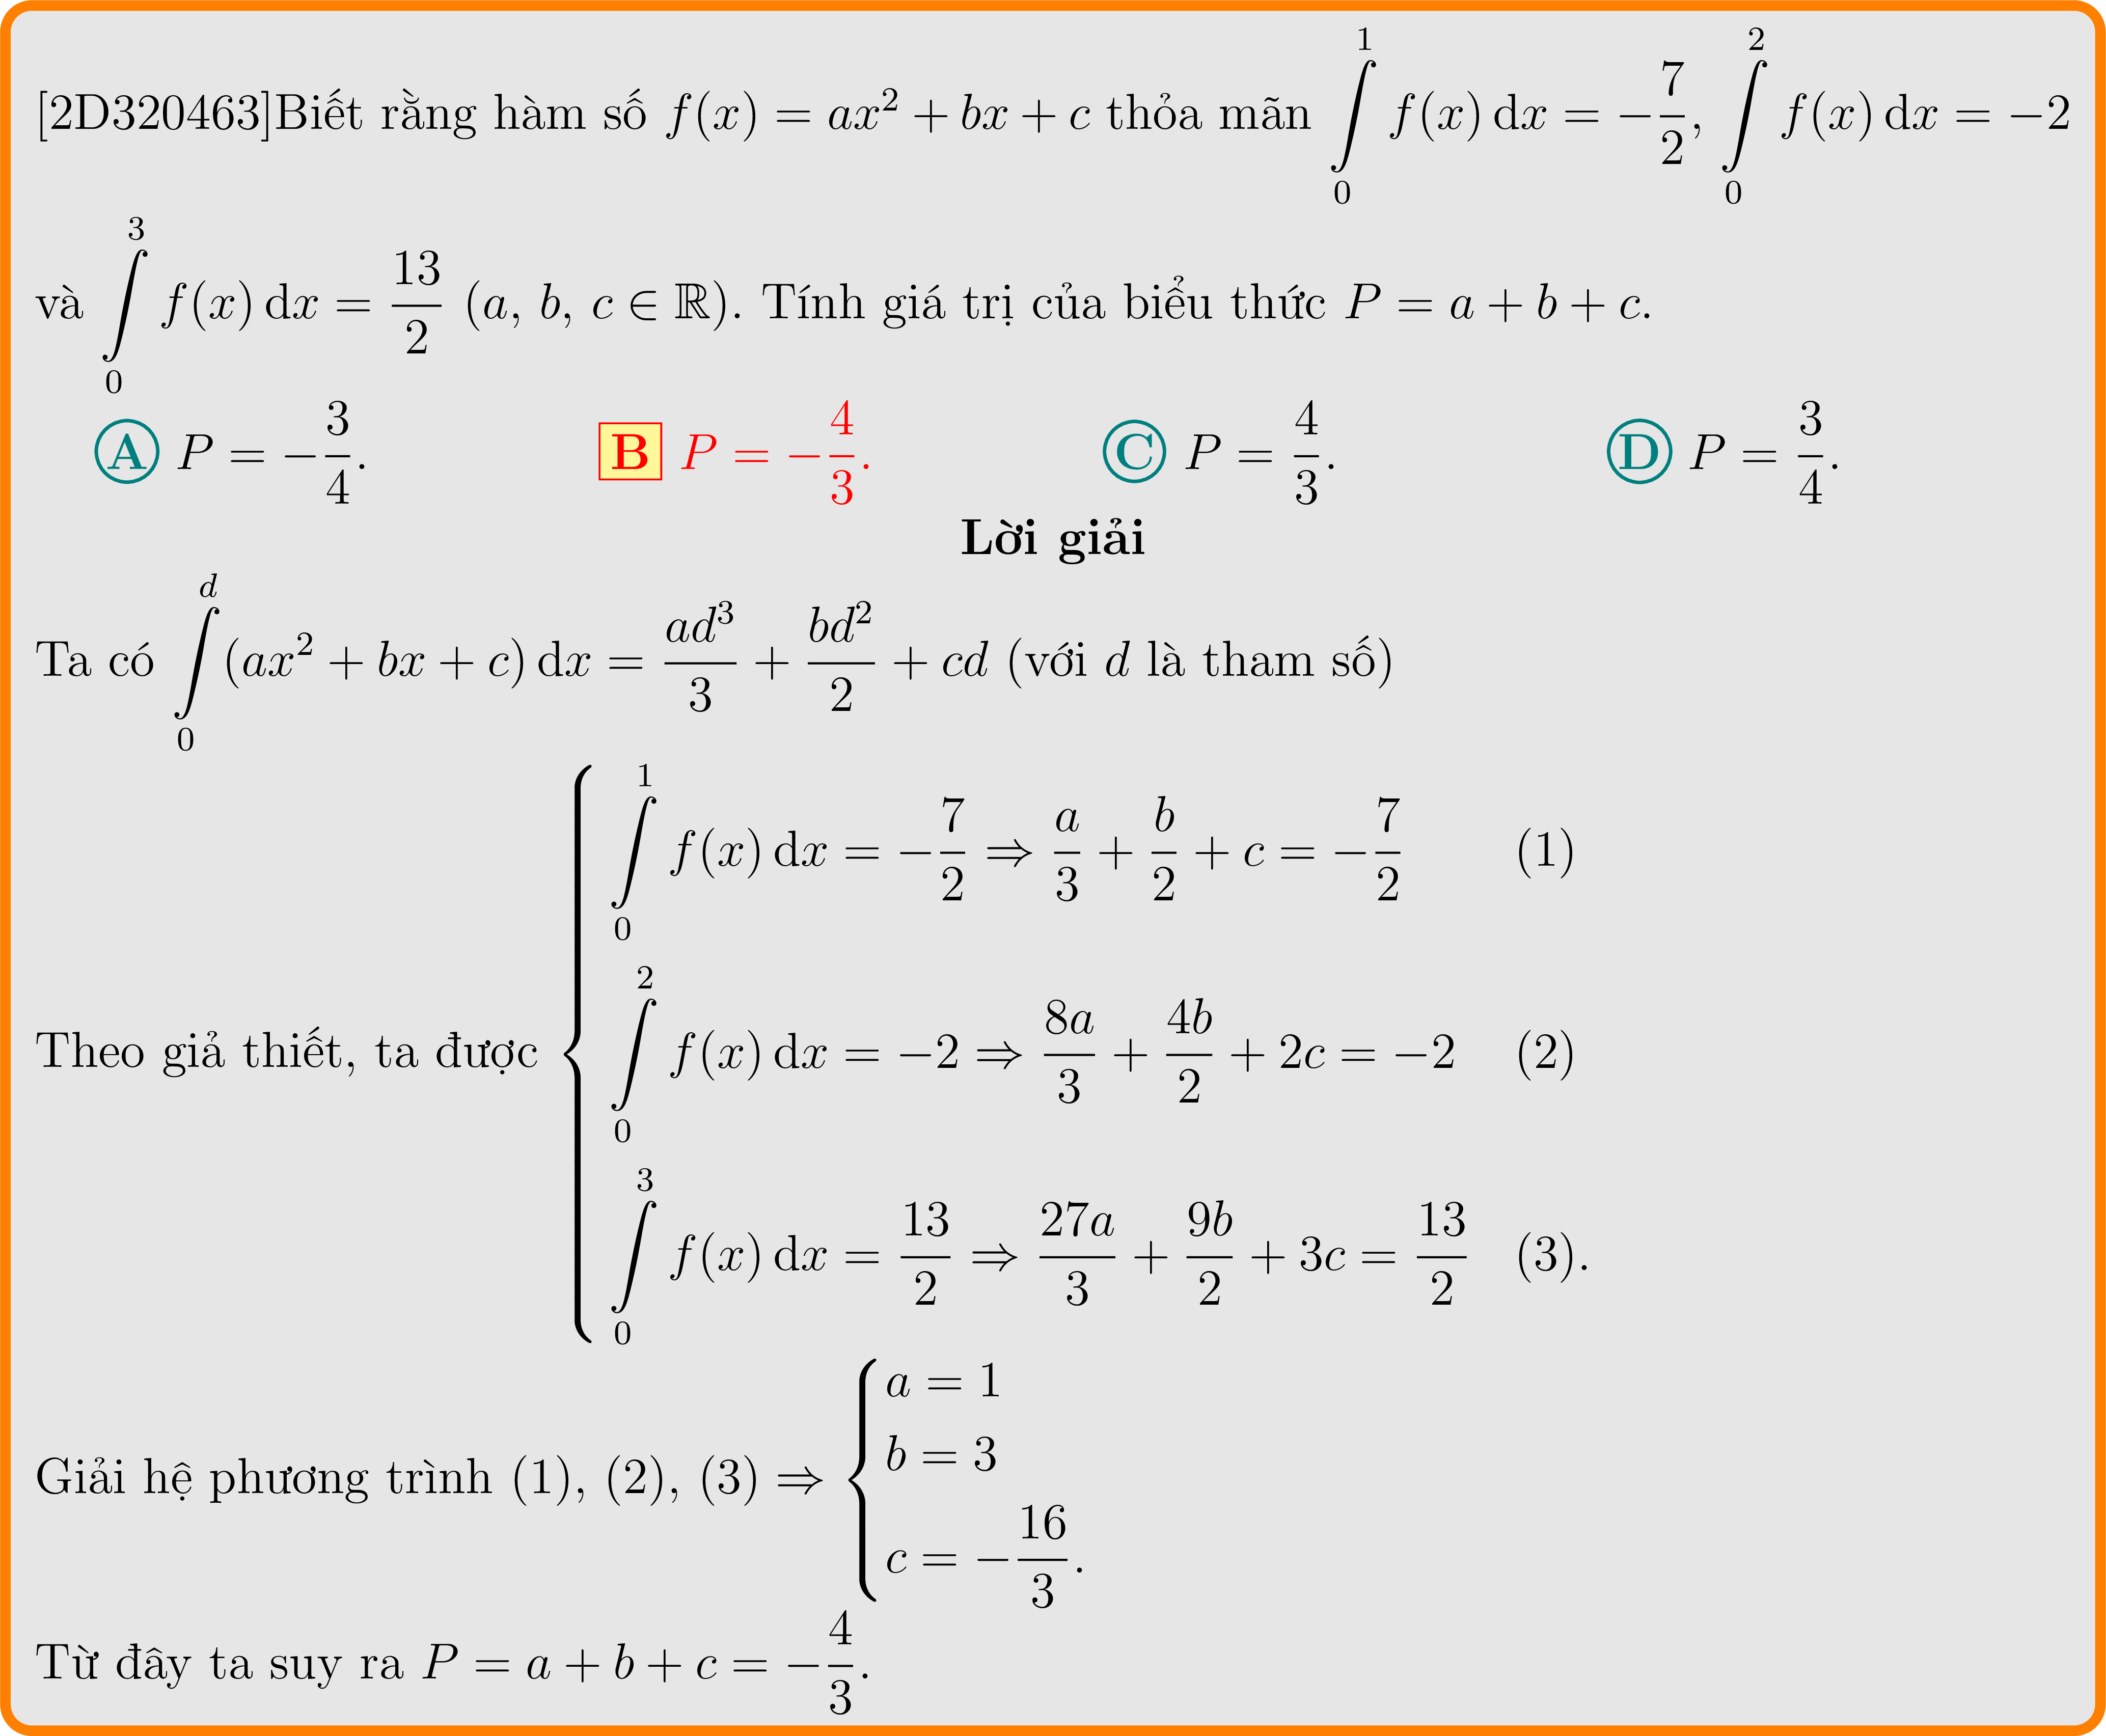 [2D320463]Biết rằng hàm số $f(x) = ax^2 + bx + c$ thỏa mãn $\int\limits_0^1 f(x)\,\mathrm{d}x = -\frac{7}{2}$, $\int\limits_0^2 f(x)\,\mathrm{d}x = -2$
và $\int\limits_0^3 f(x)\,\mathrm{d}x = \frac{13}{2}$ $(a, b, c \in \mathbb{R})$. Tính giá trị của biểu thức $P = a + b + c$.
A $P = -\frac{3}{4}$. B $P = -\frac{4}{3}$. C $P = \frac{4}{3}$. D $P = \frac{3}{4}$.
Lời giải
Ta có $\int\limits_0^d (ax^2 + bx + c)\,\mathrm{d}x = \frac{ad^3}{3} + \frac{bd^2}{2} + cd$ (với $d$ là tham số)
Theo giả thiết, ta được $\begin{cases} \int\limits_0^1 f(x)\,\mathrm{d}x = -\frac{7}{2} \Rightarrow \frac{a}{3} + \frac{b}{2} + c = -\frac{7}{2} \quad (1) \\ \int\limits_0^2 f(x)\,\mathrm{d}x = -2 \Rightarrow \frac{8a}{3} + \frac{4b}{2} + 2c = -2 \quad (2) \\ \int\limits_0^3 f(x)\,\mathrm{d}x = \frac{13}{2} \Rightarrow \frac{27a}{3} + \frac{9b}{2} + 3c = \frac{13}{2} \quad (3). \end{cases}$
Giải hệ phương trình (1), (2), (3) $\Rightarrow \begin{cases} a = 1 \\ b = 3 \\ c = -\frac{16}{3}. \end{cases}$
Từ đây ta suy ra $P = a + b + c = -\frac{4}{3}$.